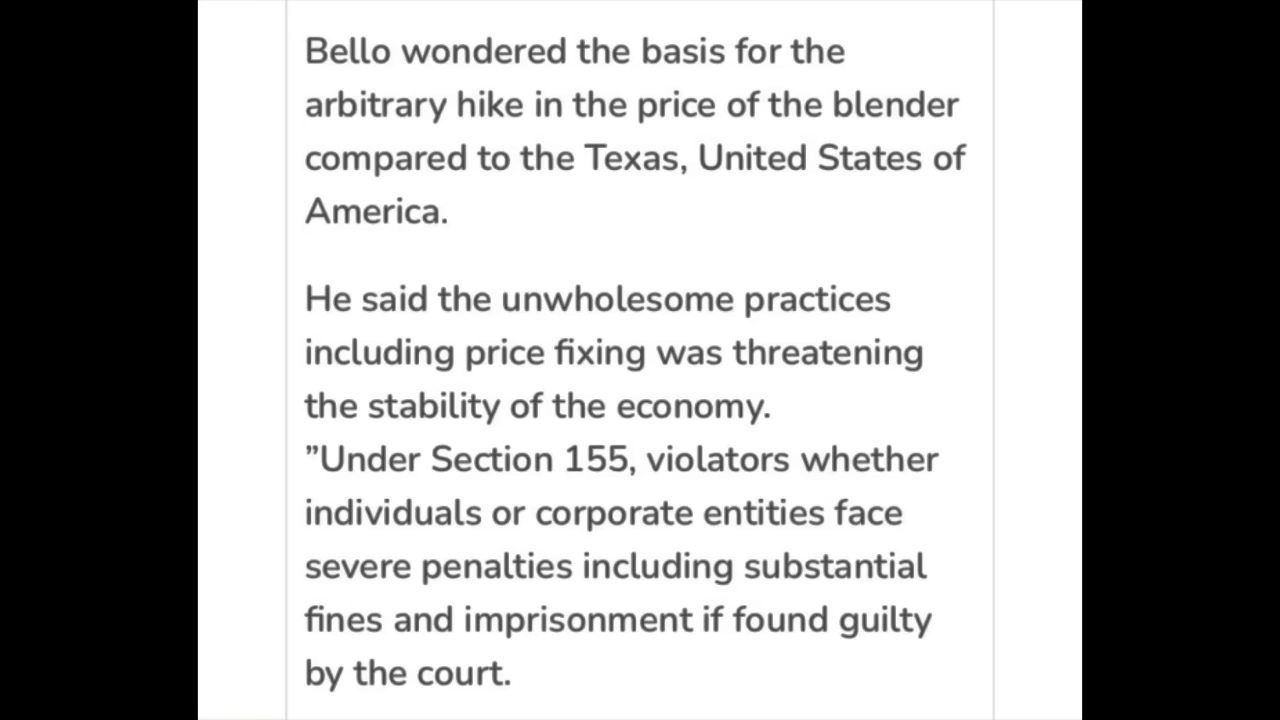 Bello wondered the basis for the
arbitrary hike in the price of the blender
compared to the Texas, United States of
America.
He said the unwholesome practices
including price fixing was threatening
the stability of the economy.
”Under Section 155, violators whether
individuals or corporate entities face
severe penalties including substantial
fines and imprisonment if found guilty
by the court.